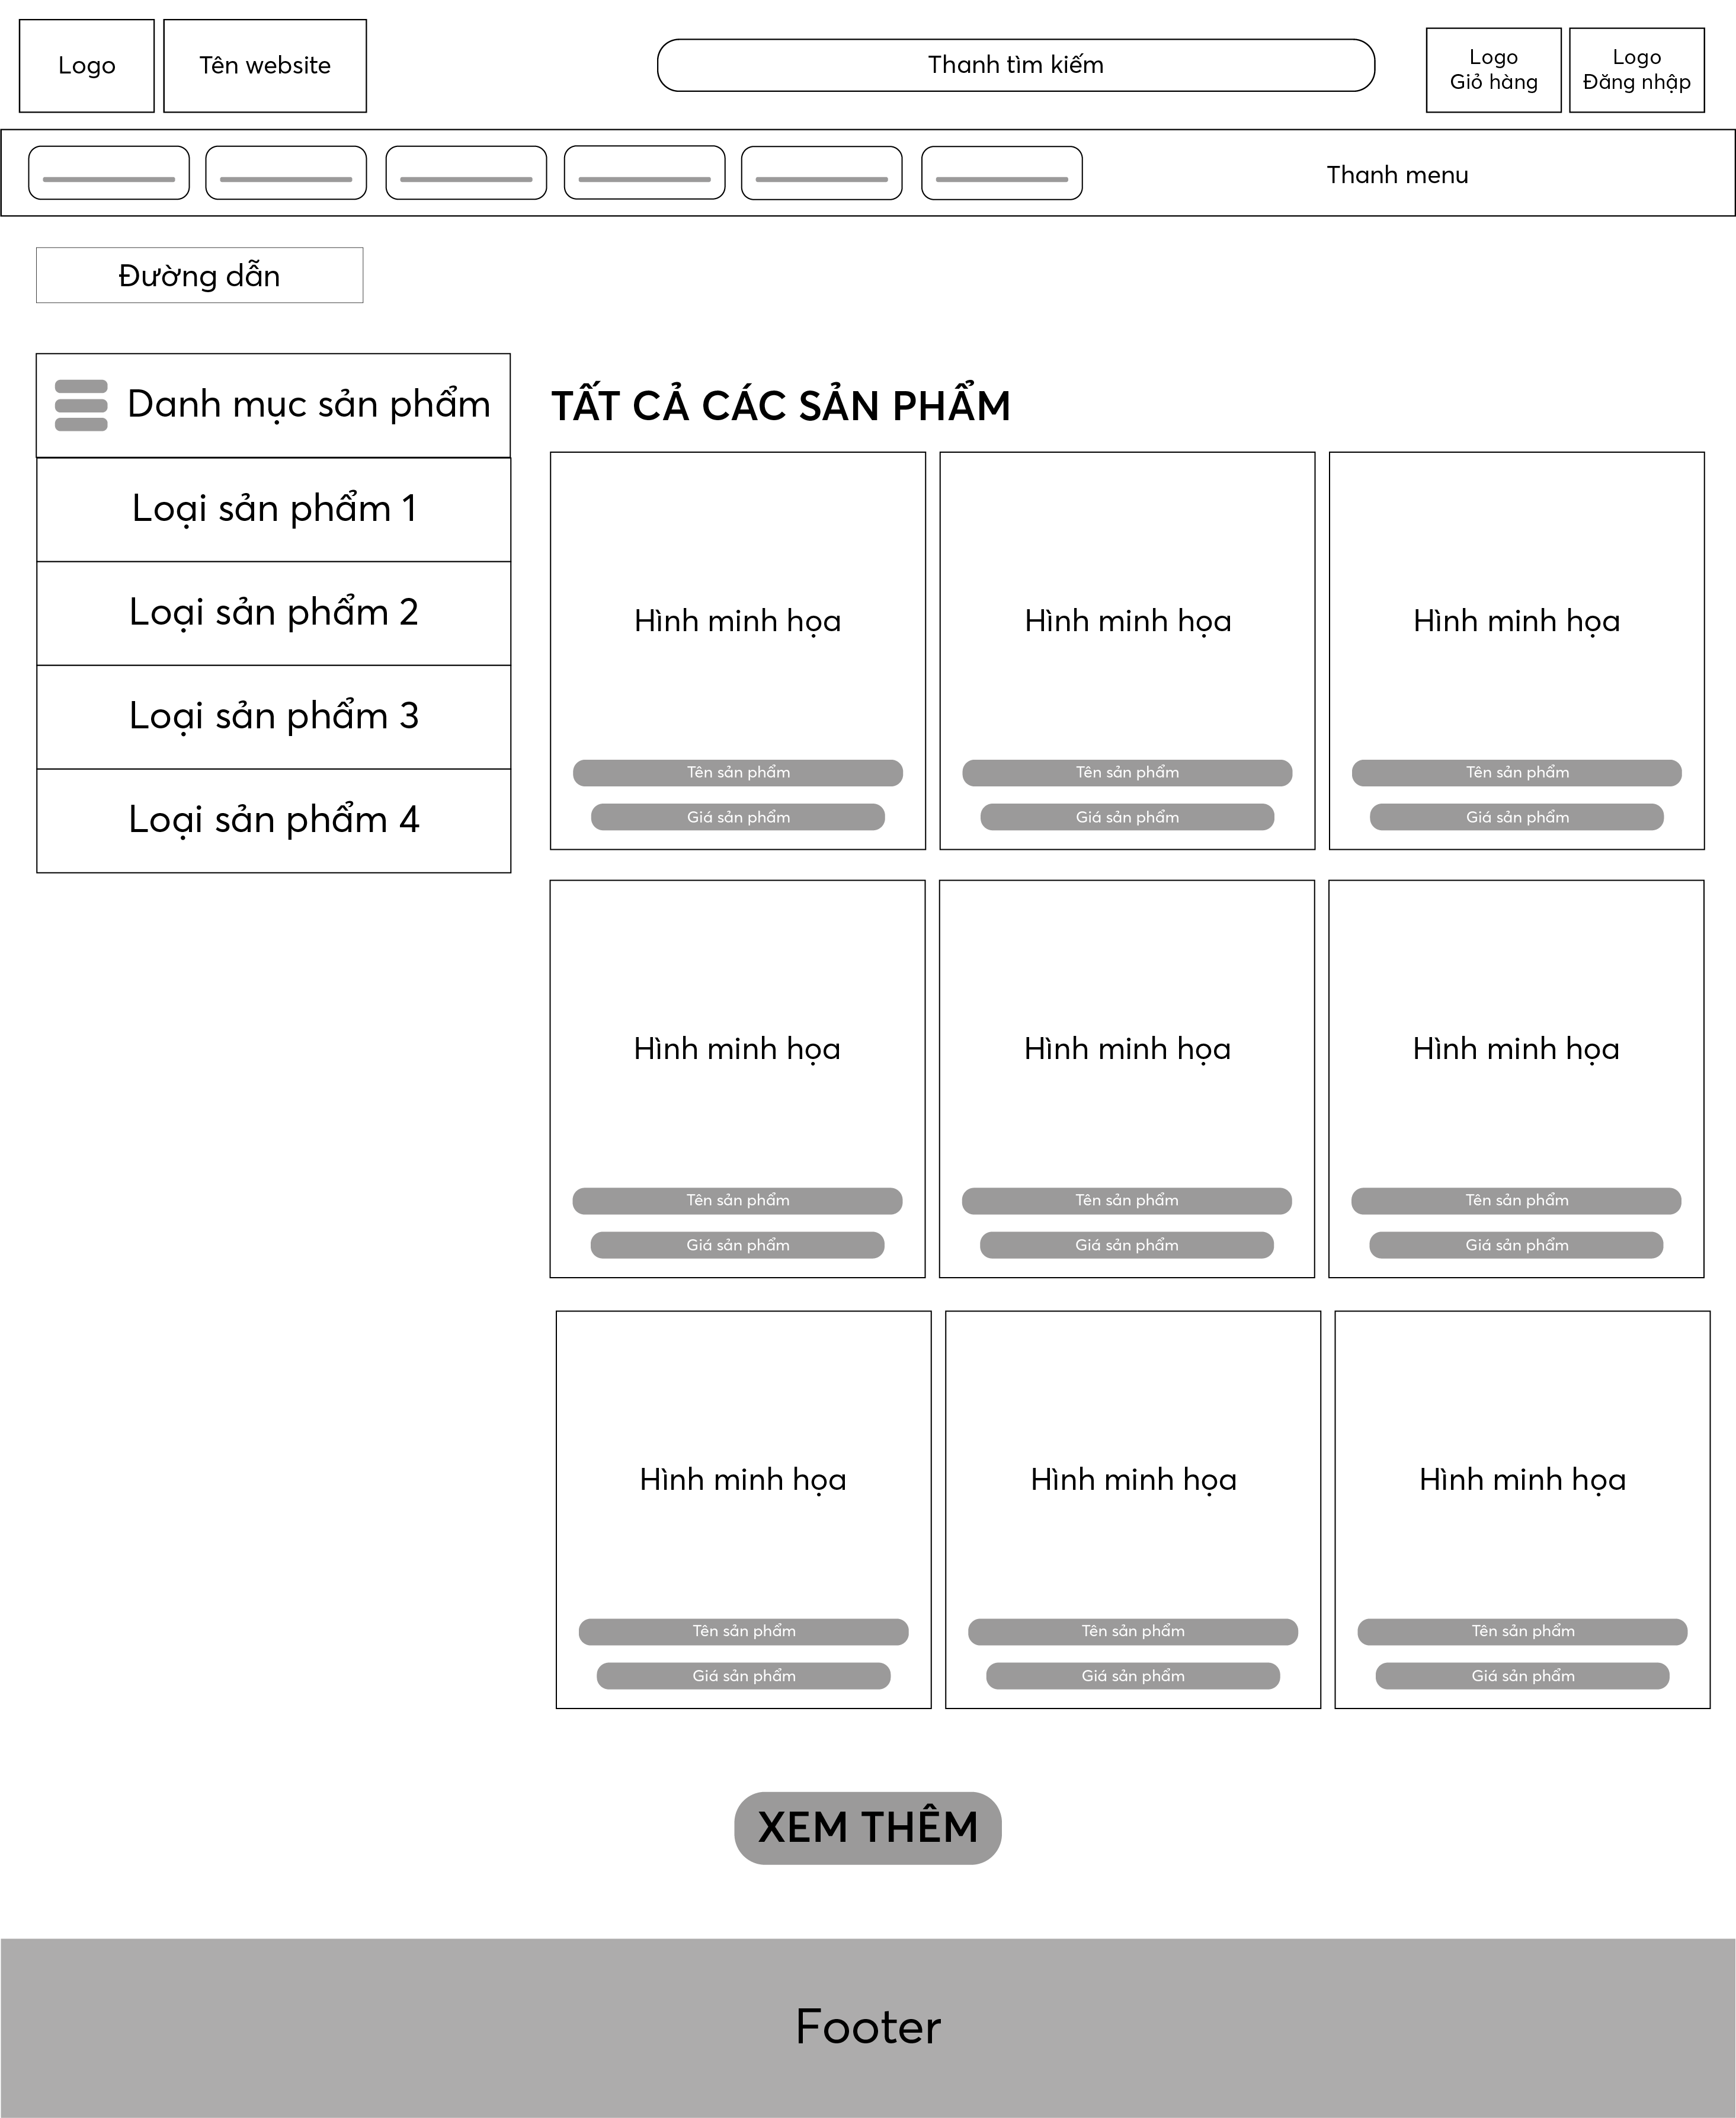 Logo
Tên website
Thanh tìm kiếm
Logo
Giỏ hàng
Logo
Đăng nhập
Thanh menu
Đường dẫn
Danh mục sản phẩm
Loại sản phẩm 1
Loại sản phẩm 2
Loại sản phẩm 3
Loại sản phẩm 4
TẤT CẢ CÁC SẢN PHẨM
Hình minh họa
Tên sản phẩm
Giá sản phẩm
Hình minh họa
Tên sản phẩm
Giá sản phẩm
Hình minh họa
Tên sản phẩm
Giá sản phẩm
Hình minh họa
Tên sản phẩm
Giá sản phẩm
Hình minh họa
Tên sản phẩm
Giá sản phẩm
Hình minh họa
Tên sản phẩm
Giá sản phẩm
Hình minh họa
Tên sản phẩm
Giá sản phẩm
Hình minh họa
Tên sản phẩm
Giá sản phẩm
Hình minh họa
Tên sản phẩm
Giá sản phẩm
XEM THÊM
Footer